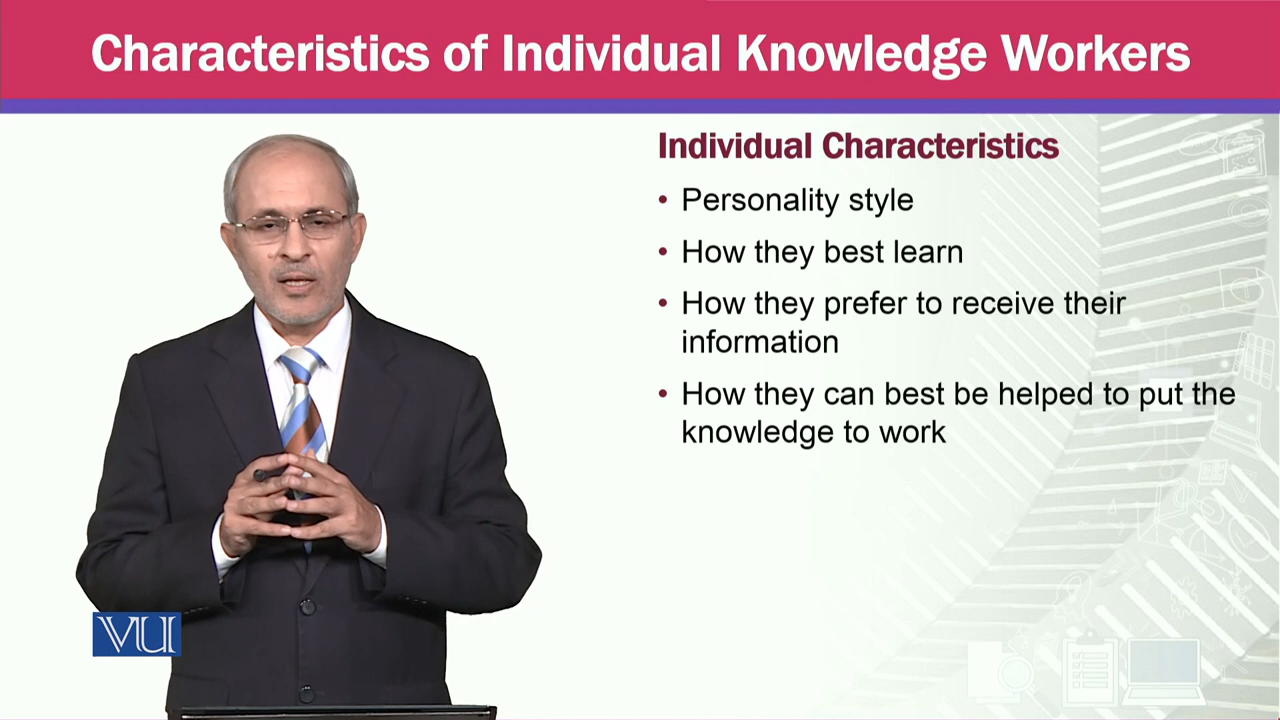 Characteristics of Individual Knowledge Workers
Individual Characteristics
• Personality style
• How they best learn
• How they prefer to receive their
information
• How they can best be helped to put the
knowledge to work
VU